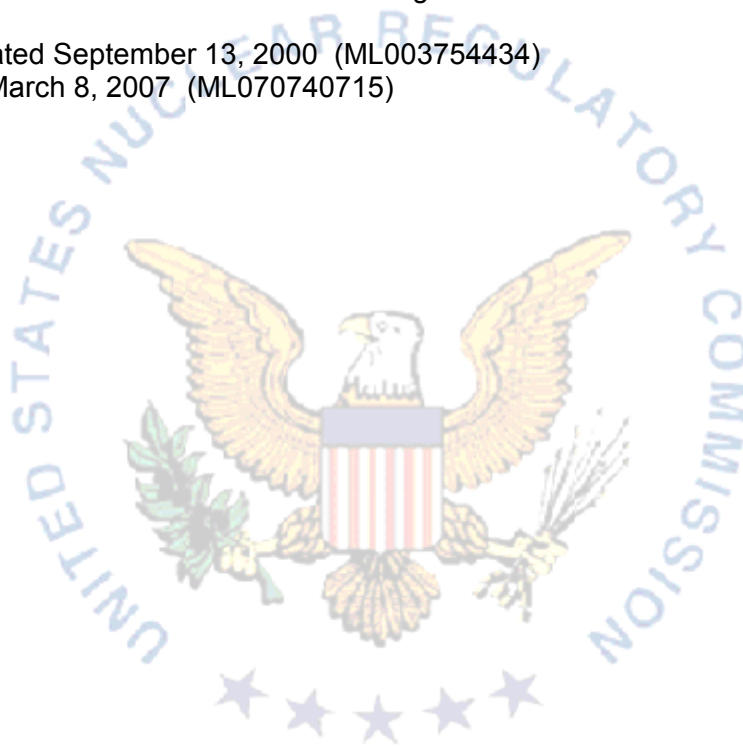 ated September 13, 2000 (ML003754434)
March 8, 2007 (ML070740715)
UNITED STATES NUCLEAR REGULATORY COMMISSION